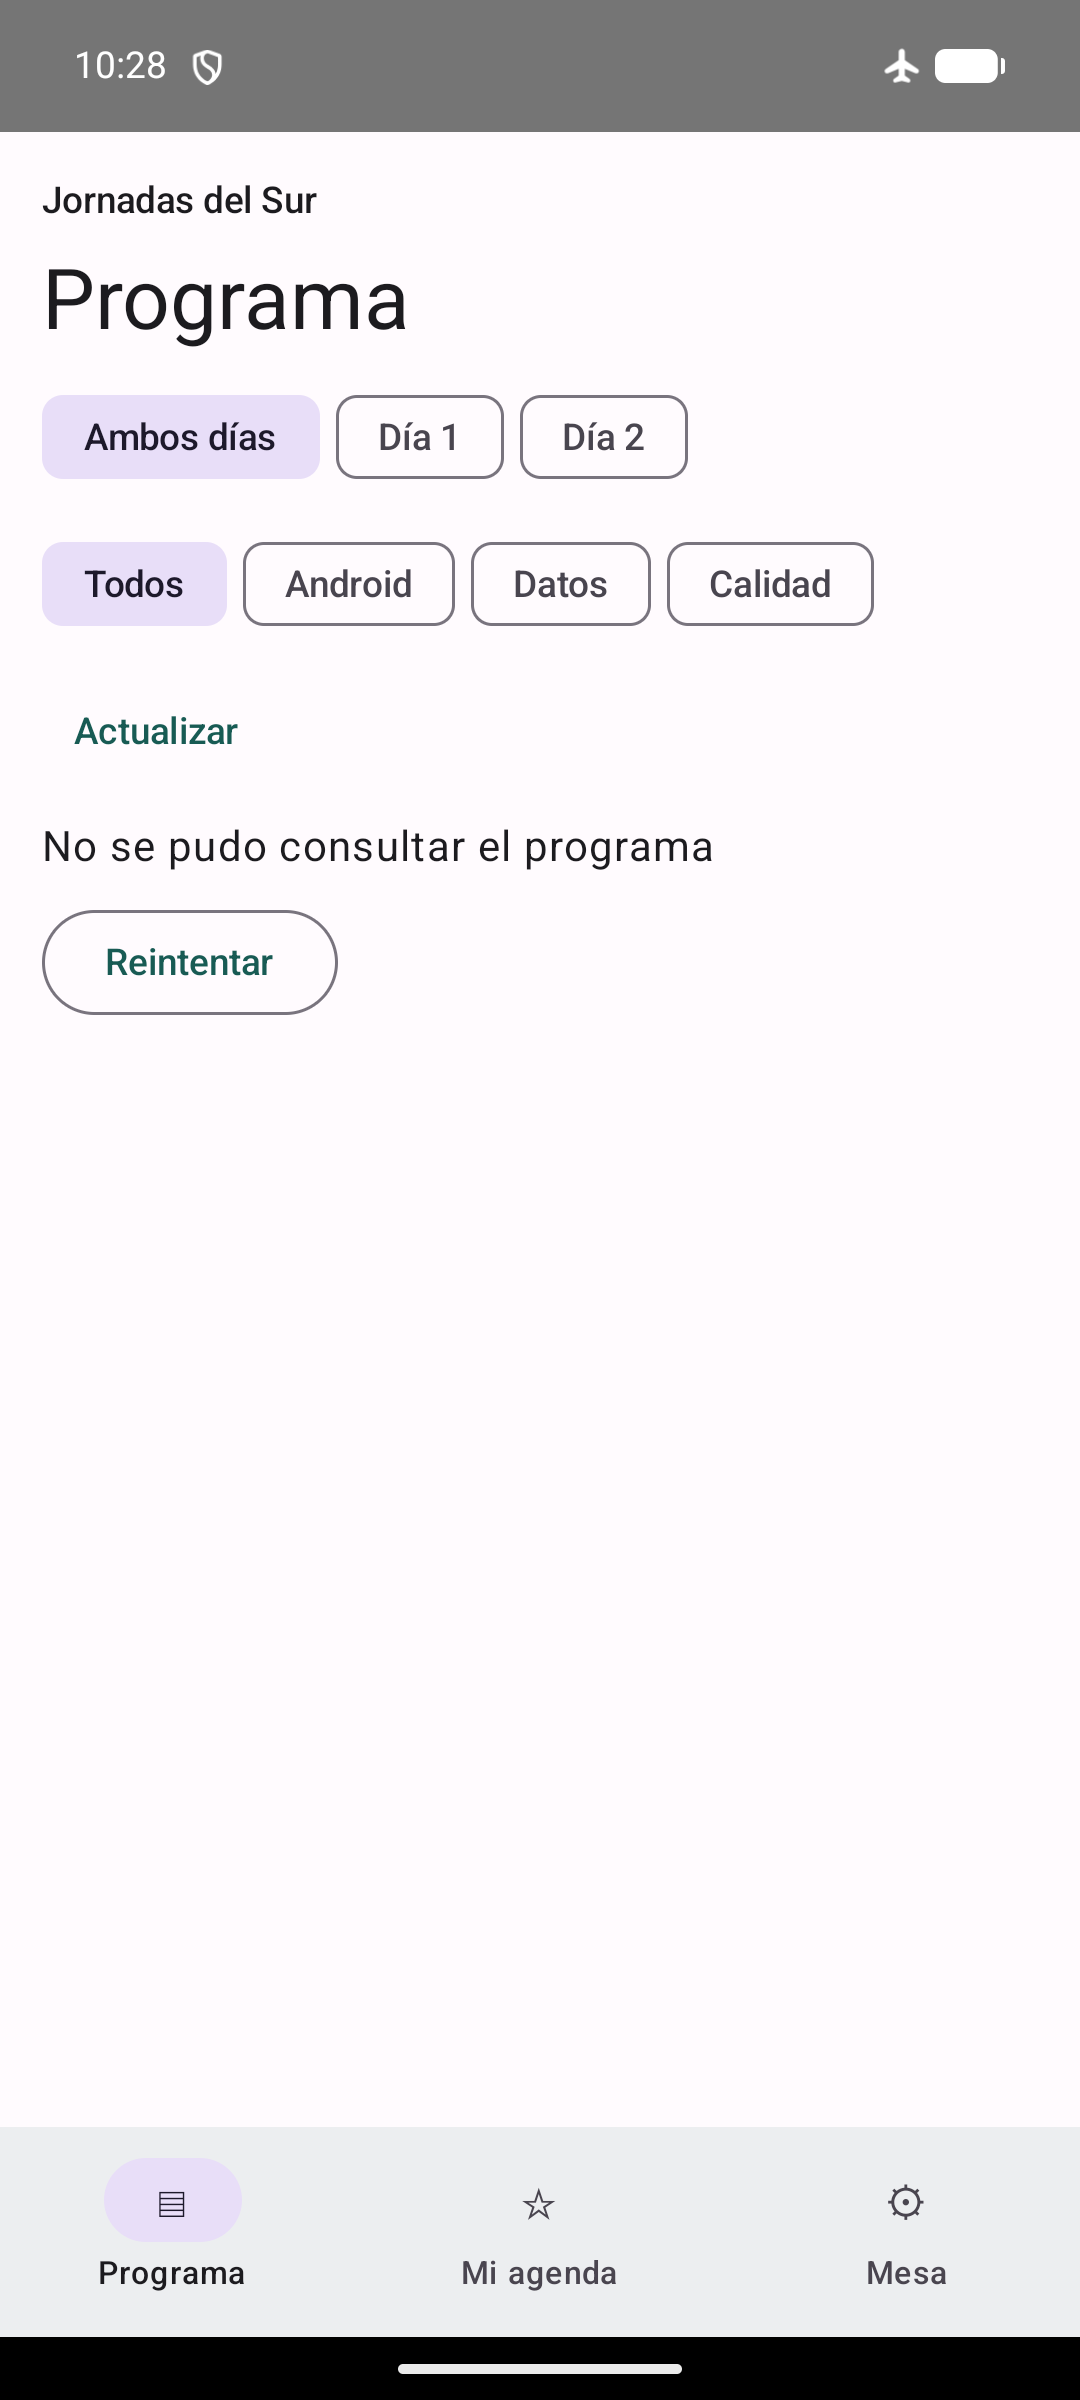 10:28
Jornadas del Sur
Programa
Ambos días Día 1 Día 2
Todos Android Datos Calidad
Actualizar
No se pudo consultar el programa
Reintentar
Programa Mi agenda Mesa